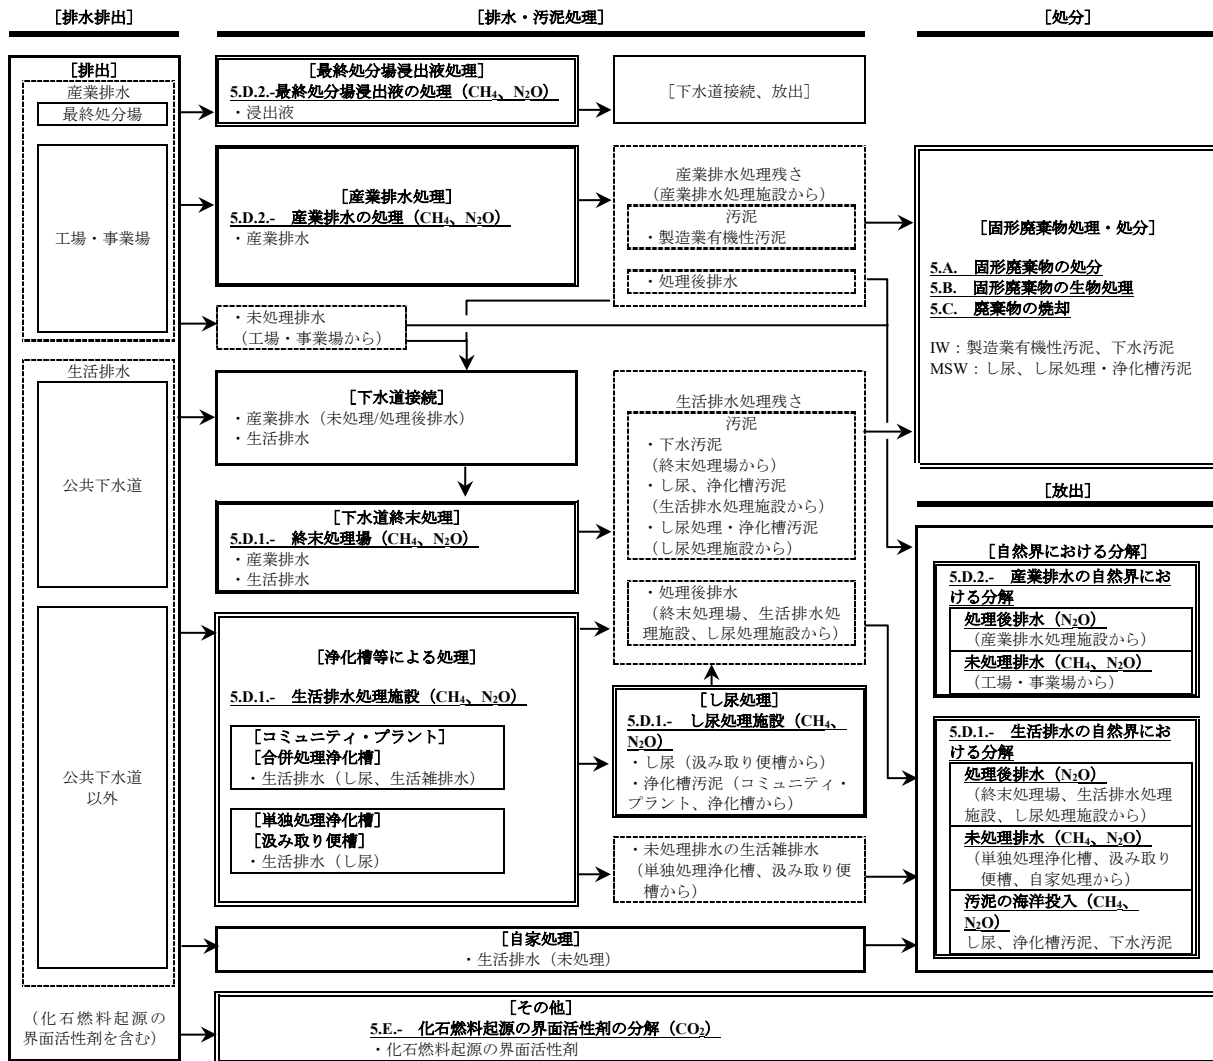 ［排水排出］
［排水・汚泥処理］
［処分］
［排出］
産業排水
最終処分場
工場・事業場
生活排水
公共下水道
公共下水道
以外
（化石燃料起源の
界面活性剤を含む）
［最終処分場浸出液処理］
5.D.2.-最終処分場浸出液の処理（CH₄、N₂O）
・浸出液
［下水道接続、放出］
［産業排水処理］
5.D.2.-　産業排水の処理（CH₄、N₂O）
・産業排水
産業排水処理残さ
（産業排水処理施設から）
汚泥
・製造業有機性汚泥
・処理後排水
・未処理排水
（工場・事業場から）
［下水道接続］
・産業排水（未処理/処理後排水）
・生活排水
［下水道終末処理］
5.D.1.-　終末処理場（CH₄、N₂O）
・産業排水
・生活排水
生活排水処理残さ
汚泥
・下水汚泥
（終末処理場から）
・し尿、浄化槽汚泥
（生活排水処理施設から）
・し尿処理・浄化槽汚泥
（し尿処理施設から）
・処理後排水
（終末処理場、生活排水処
理施設、し尿処理施設から）
［浄化槽等による処理］
5.D.1.-　生活排水処理施設（CH₄、N₂O）
［コミュニティ・プラント］
［合併処理浄化槽］
・生活排水（し尿、生活雑排水）
［単独処理浄化槽］
［汲み取り便槽］
・生活排水（し尿）
［し尿処理］
5.D.1.-　し尿処理施設（CH₄、
N₂O）
・し尿（汲み取り便槽から）
・浄化槽汚泥（コミュニティ・
プラント、浄化槽から）
・未処理排水の生活雑排水
（単独処理浄化槽、汲み取り便
槽から）
［自家処理］
・生活排水（未処理）
［その他］
5.E.-　化石燃料起源の界面活性剤の分解（CO₂）
・化石燃料起源の界面活性剤
［固形廃棄物処理・処分］
5.A.　固形廃棄物の処分
5.B.　固形廃棄物の生物処理
5.C.　廃棄物の焼却
IW：製造業有機性汚泥、下水汚泥
MSW：し尿、し尿処理・浄化槽汚泥
［放出］
［自然界における分解］
5.D.2.-　産業排水の自然界にお
ける分解
処理後排水（N₂O）
（産業排水処理施設から）
未処理排水（CH₄、N₂O）
（工場・事業場から）
5.D.1.-　生活排水の自然界にお
ける分解
処理後排水（N₂O）
（終末処理場、生活排水処理
施設、し尿処理施設から）
未処理排水（CH₄、N₂O）
（単独処理浄化槽、汲み取り
便槽、自家処理から）
汚泥の海洋投入（CH₄、
N₂O）
し尿、浄化槽汚泥、下水汚泥